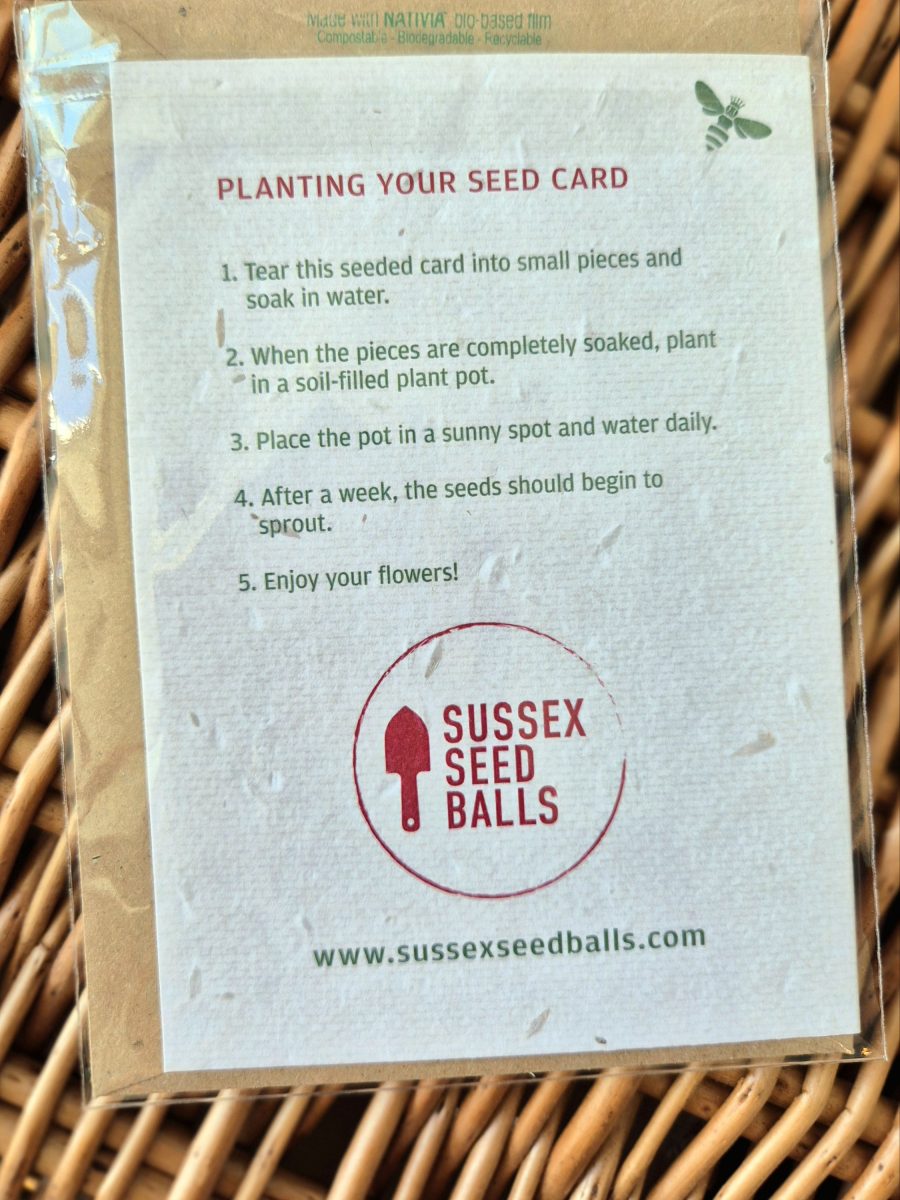 Made with NATIVIA® bio-based film
Compostable - Biodegradable - Recyclable
PLANTING YOUR SEED CARD
1. Tear this seeded card into small pieces and
soak in water.
2. When the pieces are completely soaked, plant
in a soil-filled plant pot.
3. Place the pot in a sunny spot and water daily.
4. After a week, the seeds should begin to
sprout.
5. Enjoy your flowers!
SUSSEX
SEED
BALLS
www.sussexseedballs.com